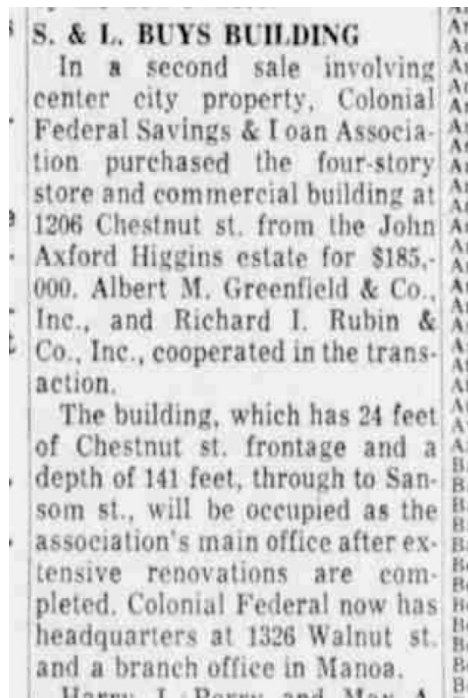 S. & L. BUYS BUILDING
In a second sale involving
center city property, Colonial
Federal Savings & Loan Associa-
tion purchased the four-story
store and commercial building at
1206 Chestnut st. from the John
Axford Higgins estate for $185,-
000. Albert M. Greenfield & Co.,
Inc., and Richard I. Rubin &
Co., Inc., cooperated in the trans-
action.
The building, which has 24 feet
of Chestnut st. frontage and a
depth of 141 feet, through to San-
som st., will be occupied as the
association's main office after ex-
tensive renovations are com-
pleted. Colonial Federal now has
headquarters at 1326 Walnut st.
and a branch office in Manoa.